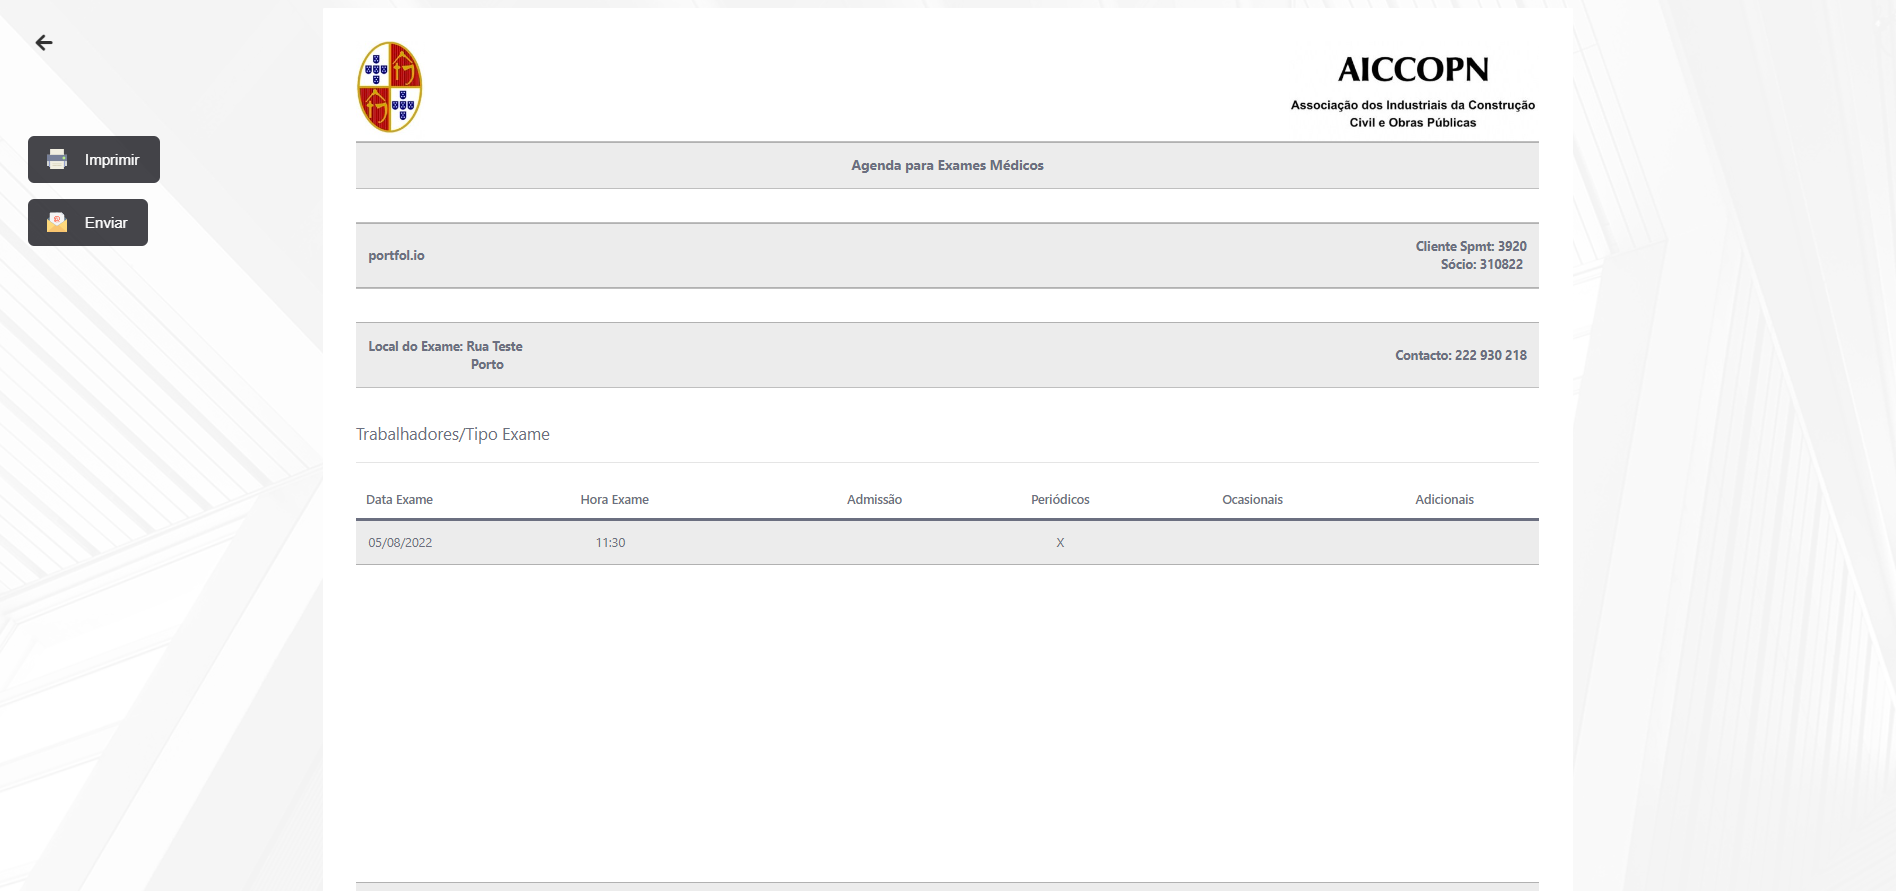 Imprimir
Enviar
AICCOPN
Associação dos Industriais da Construção
Civil e Obras Públicas
Agenda para Exames Médicos
portfol.io
Cliente Spmt: 3920
Sócio: 310822
Local do Exame: Rua Teste
Porto
Contacto: 222 930 218
Trabalhadores/Tipo Exame
Data Exame Hora Exame Admissão Periódicos Ocasionais Adicionais
05/08/2022 11:30 X